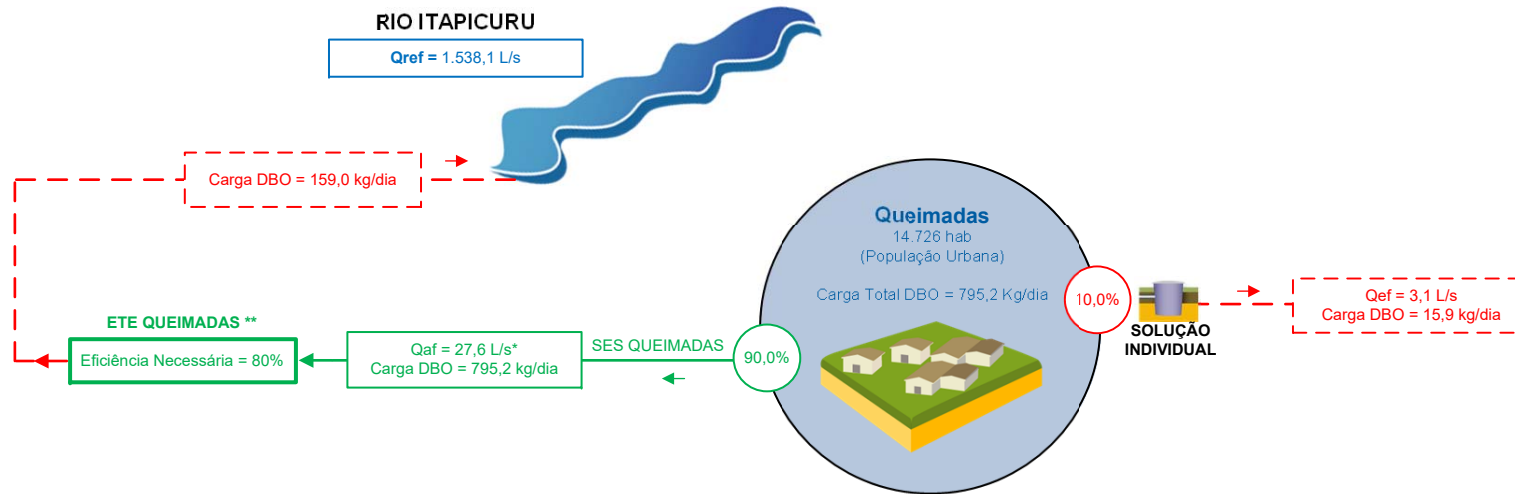 RIO ITAPICURU
Qref = 1.538,1 L/s
Carga DBO = 159,0 kg/dia
Queimadas
14.726 hab
(População Urbana)
Carga Total DBO = 795,2 Kg/dia
10,0%
SOLUÇÃO
INDIVIDUAL
Qef = 3,1 L/s
Carga DBO = 15,9 kg/dia
ETE QUEIMADAS **
Eficiência Necessária = 80%
Qaf = 27,6 L/s*
Carga DBO = 795,2 kg/dia
SES QUEIMADAS
90,0%